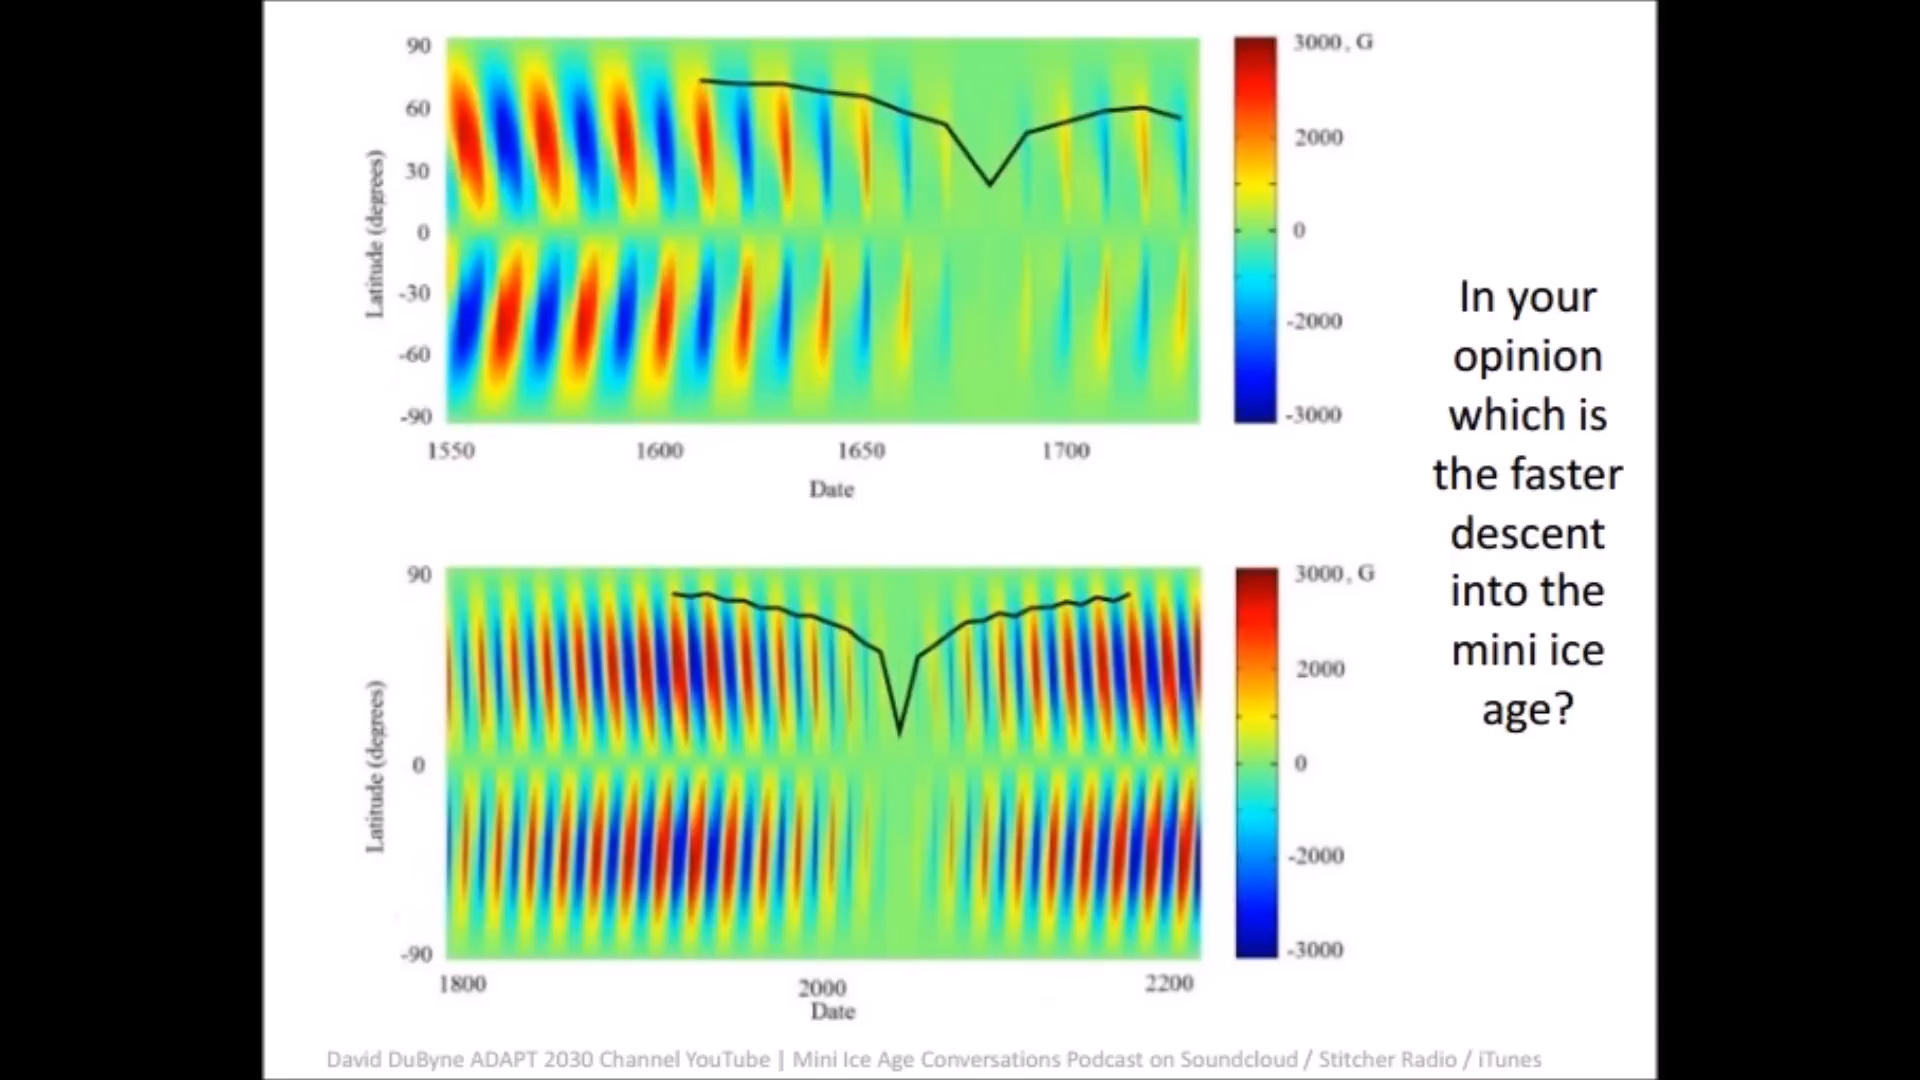 90
60
30
0
-30
-60
-90
Latitude (degrees)
1550 1600 1650 1700
Date
3000, G
2000
0
-2000
-3000
90
0
-90
Latitude (degrees)
1800 2000 2200
Date
3000, G
2000
0
-2000
-3000
In your
opinion
which is
the faster
descent
into the
mini ice
age?
David DuByne ADAPT 2030 Channel YouTube | Mini Ice Age Conversations Podcast on Soundcloud / Stitcher Radio / iTunes